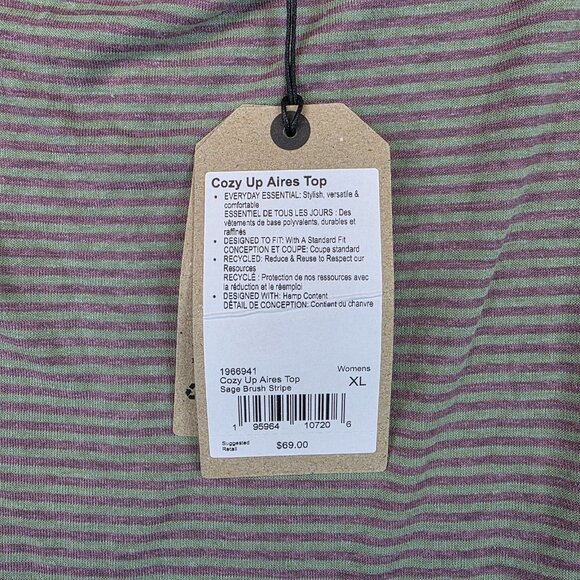 Cozy Up Aires Top
• EVERYDAY ESSENTIAL: Stylish, versatile &
comfortable
ESSENTIEL DE TOUS LES JOURS : Des
vêtements de base polyvalents, durables et
raffinés
• DESIGNED TO FIT: With A Standard Fit
CONCEPTION ET COUPE: Coupe standard
• RECYCLED: Reduce & Reuse to Respect our
Resources
RECYCLÉ : Protection de nos ressources avec
la réduction et le réemploi
• DESIGNED WITH: Hemp Content
DÉTAIL DE CONCEPTION: Contient du chanvre
1966941 Womens
Cozy Up Aires Top XL
Sage Brush Stripe
1 95964 10720 6
Suggested
Retail $69.00